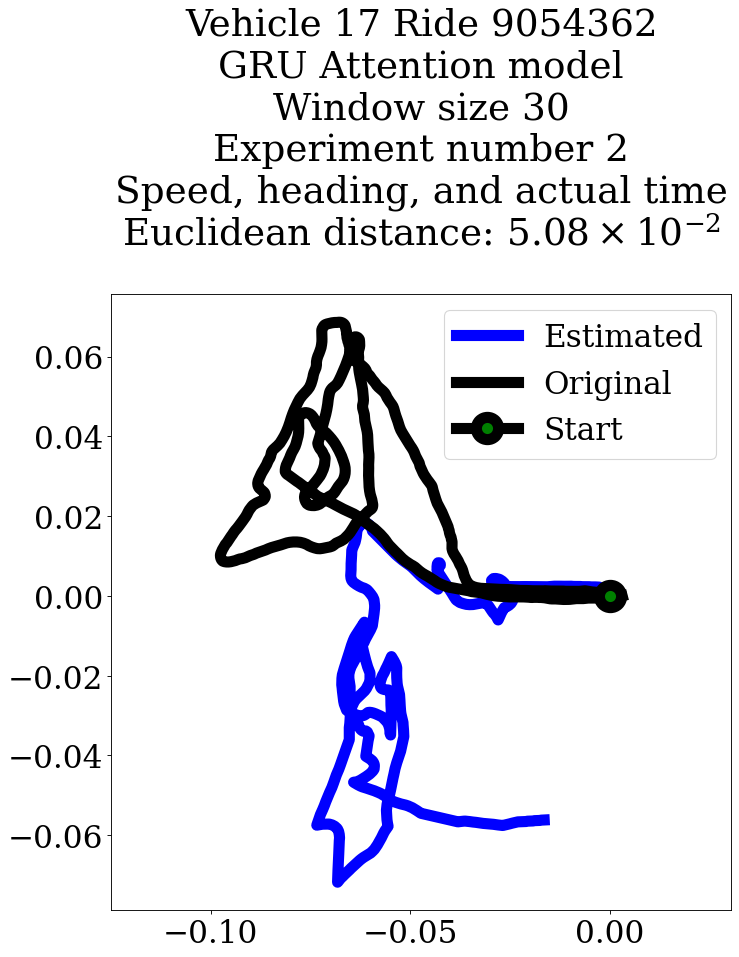 Vehicle 17 Ride 9054362
GRU Attention model
Window size 30
Experiment number 2
Speed, heading, and actual time
Euclidean distance: 5.08 × 10⁻²
Estimated
Original
Start
0.06
0.04
0.02
0.00
−0.02
−0.04
−0.06
−0.10
−0.05
0.00